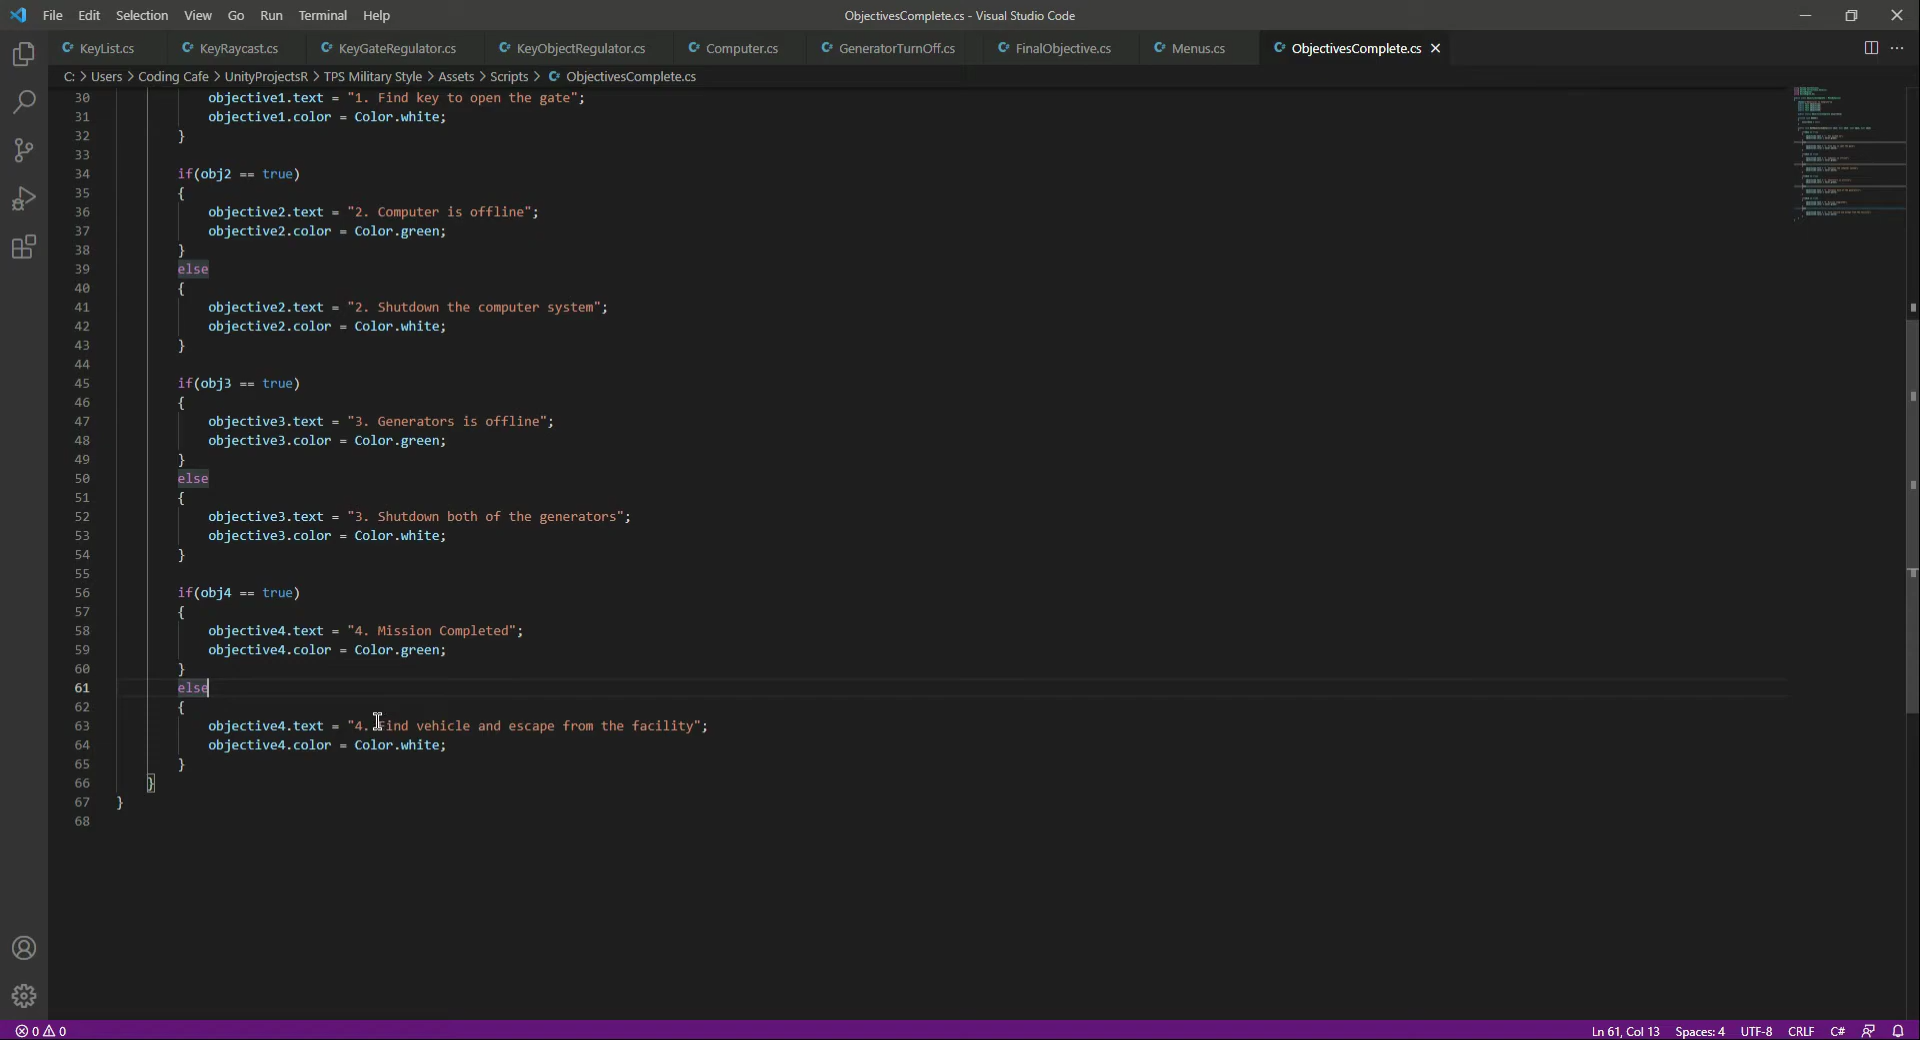 File Edit Selection View Go Run Terminal Help ObjectivesComplete.cs - Visual Studio Code
KeyList.cs KeyRaycast.cs KeyGateRegulator.cs KeyObjectRegulator.cs Computer.cs GeneratorTurnOff.cs FinalObjective.cs Menus.cs ObjectivesComplete.cs
C: > Users > Coding Cafe > UnityProjectsR > TPS Military Style > Assets > Scripts > ObjectivesComplete.cs
30 objective1.text = "1. Find key to open the gate";
31 objective1.color = Color.white;
32 }
33
34 if(obj2 == true)
35 {
36 objective2.text = "2. Computer is offline";
37 objective2.color = Color.green;
38 }
39 else
40 {
41 objective2.text = "2. Shutdown the computer system";
42 objective2.color = Color.white;
43 }
44
45 if(obj3 == true)
46 {
47 objective3.text = "3. Generators is offline";
48 objective3.color = Color.green;
49 }
50 else
51 {
52 objective3.text = "3. Shutdown both of the generators";
53 objective3.color = Color.white;
54 }
55
56 if(obj4 == true)
57 {
58 objective4.text = "4. Mission Completed";
59 objective4.color = Color.green;
60 }
61 else
62 {
63 objective4.text = "4. Find vehicle and escape from the facility";
64 objective4.color = Color.white;
65 }
66 }
67 }
68
0 0 Ln 61, Col 13 Spaces: 4 UTF-8 CRLF C#